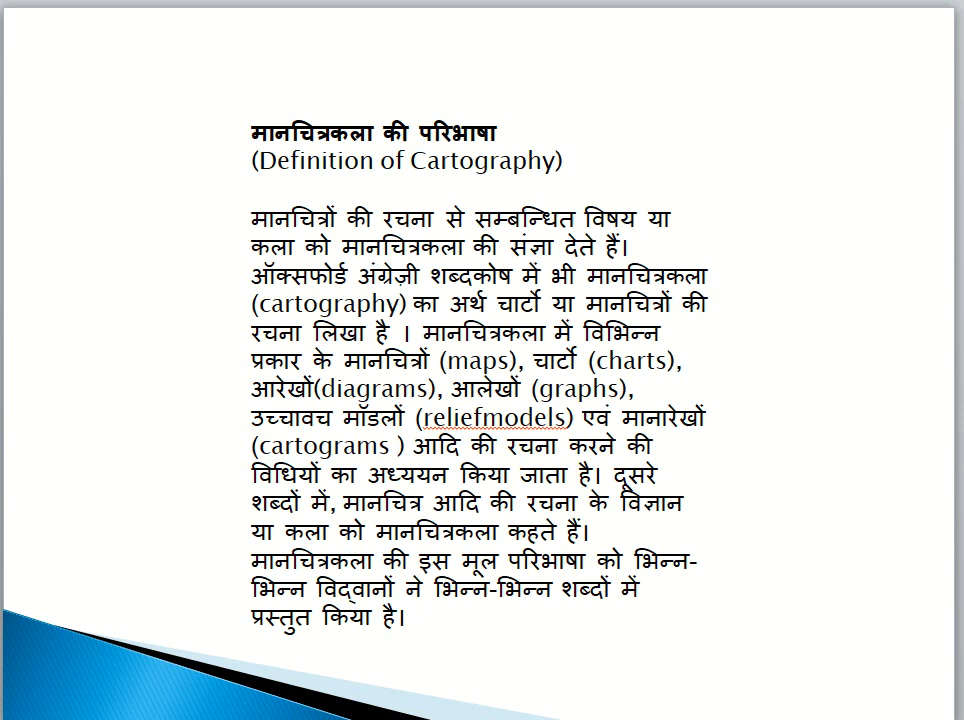 मानचित्रकला की परिभाषा
(Definition of Cartography)
मानचित्रों की रचना से सम्बन्धित विषय या
कला को मानचित्रकला की संज्ञा देते हैं।
ऑक्सफोर्ड अंग्रेज़ी शब्दकोष में भी मानचित्रकला
(cartography) का अर्थ चार्टो या मानचित्रों की
रचना लिखा है । मानचित्रकला में विभिन्न
प्रकार के मानचित्रों (maps), चार्टो (charts),
आरेखों(diagrams), आलेखों (graphs),
उच्चावच मॉडलों (reliefmodels) एवं मानारेखों
(cartograms ) आदि की रचना करने की
विधियों का अध्ययन किया जाता है। दूसरे
शब्दों में, मानचित्र आदि की रचना के विज्ञान
या कला को मानचित्रकला कहते हैं।
मानचित्रकला की इस मूल परिभाषा को भिन्न-
भिन्न विद्वानों ने भिन्न-भिन्न शब्दों में
प्रस्तुत किया है।